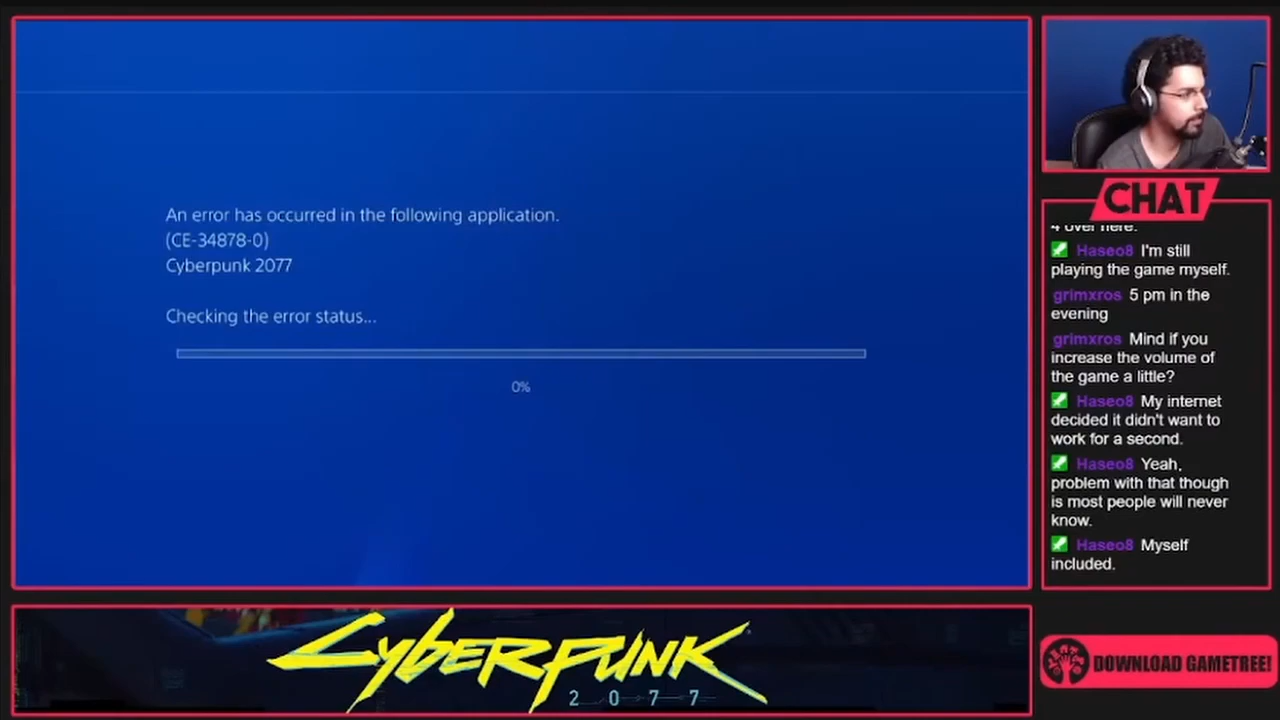 An error has occurred in the following application.
(CE-34878-0)
Cyberpunk 2077
Checking the error status...
0%
CHAT
4 over here.
Haseo8 I'm still
playing the game myself.
grimxros 5 pm in the
evening
grimxros Mind if you
increase the volume of
the game a little?
Haseo8 My internet
decided it didn't want to
work for a second.
Haseo8 Yeah,
problem with that though
is most people will never
know.
Haseo8 Myself
included.
CYBERPUNK
2077
DOWNLOAD GAMETREE!